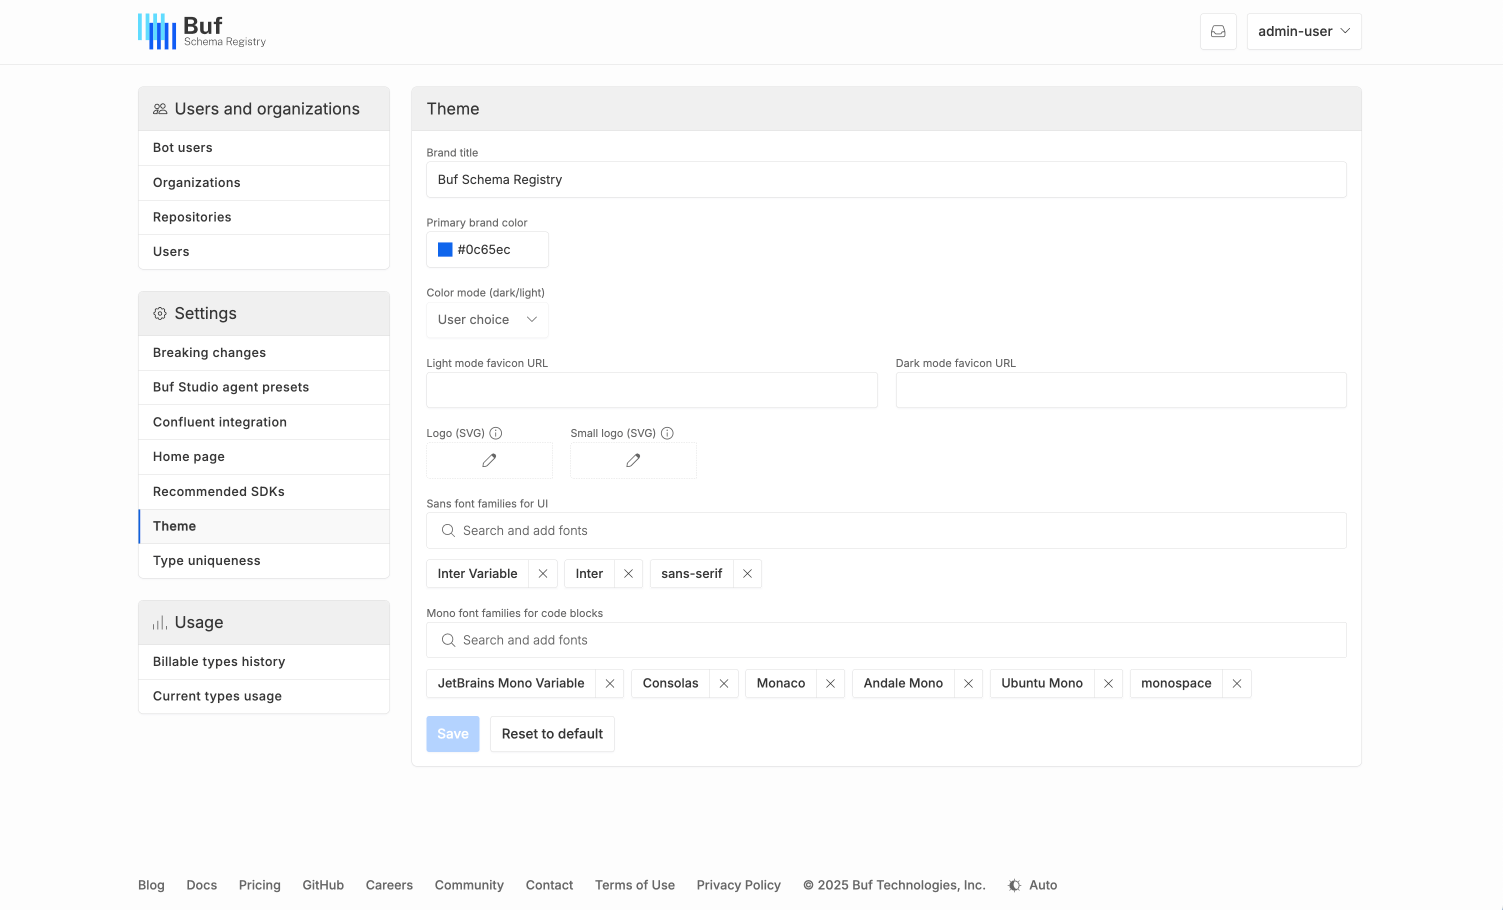 Buf
Schema Registry
admin-user
Users and organizations
Bot users
Organizations
Repositories
Users
Settings
Breaking changes
Buf Studio agent presets
Confluent integration
Home page
Recommended SDKs
Theme
Type uniqueness
Usage
Billable types history
Current types usage
Theme
Brand title
Buf Schema Registry
Primary brand color
#0c65ec
Color mode (dark/light)
User choice
Light mode favicon URL
Dark mode favicon URL
Logo (SVG)
Small logo (SVG)
Sans font families for UI
Search and add fonts
Inter Variable
Inter
sans-serif
Mono font families for code blocks
Search and add fonts
JetBrains Mono Variable
Consolas
Monaco
Andale Mono
Ubuntu Mono
monospace
Save
Reset to default
Blog
Docs
Pricing
GitHub
Careers
Community
Contact
Terms of Use
Privacy Policy
© 2025 Buf Technologies, Inc.
Auto